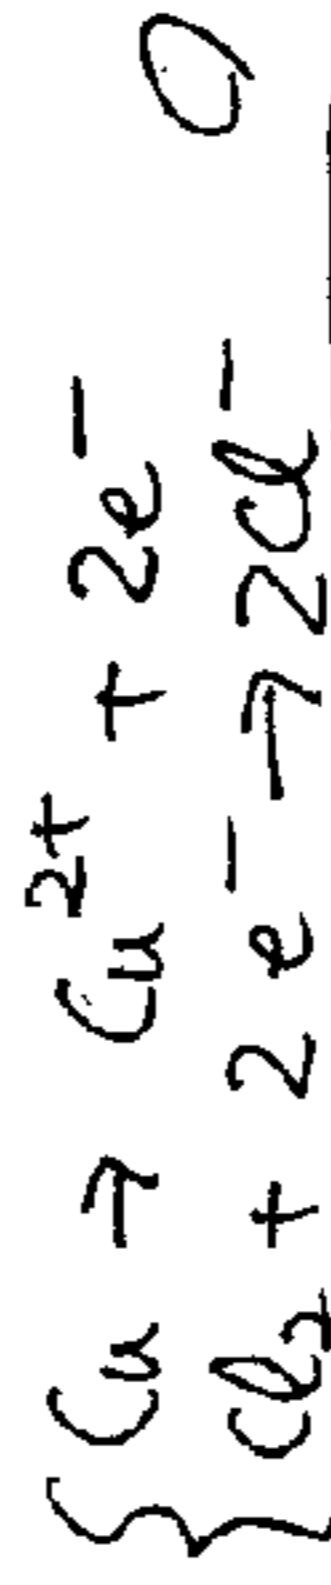 Cu → Cu²⁺ + 2e⁻
Cl₂ + 2e⁻ → 2Cl⁻